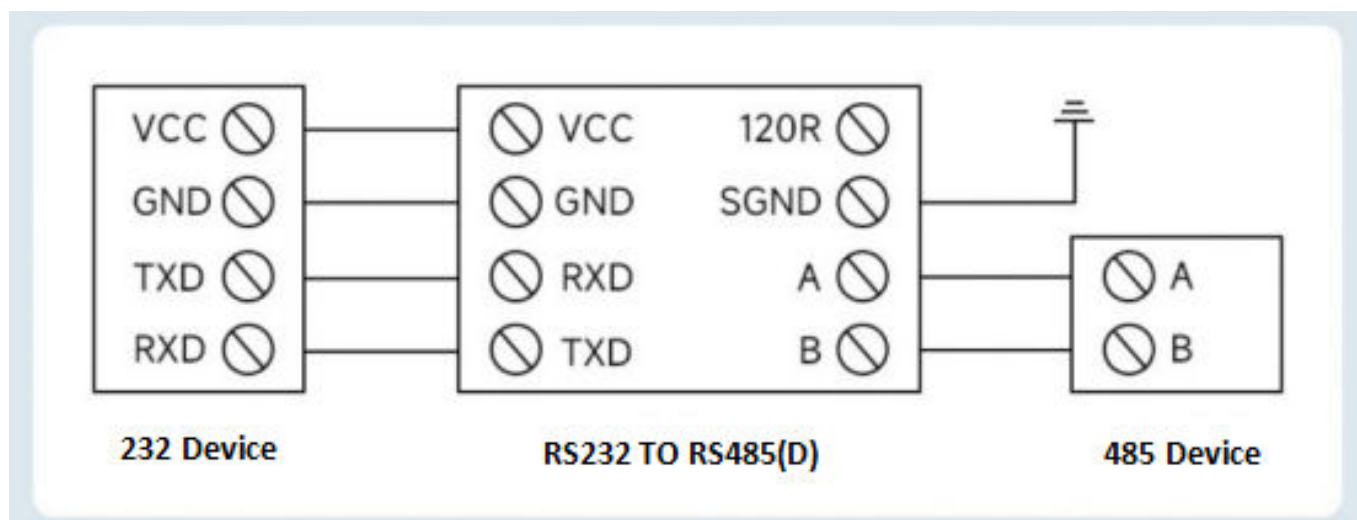 VCC
GND
TXD
RXD
232 Device
VCC
GND
RXD
TXD
120R
SGND
A
B
RS232 TO RS485(D)
A
B
485 Device